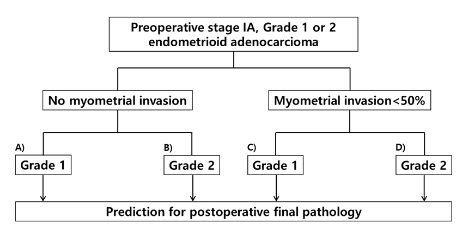 Preoperative stage IA, Grade 1 or 2
endometrioid adenocarcioma
No myometrial invasion
Myometrial invasion<50%
A)
Grade 1
B)
Grade 2
C)
Grade 1
D)
Grade 2
Prediction for postoperative final pathology